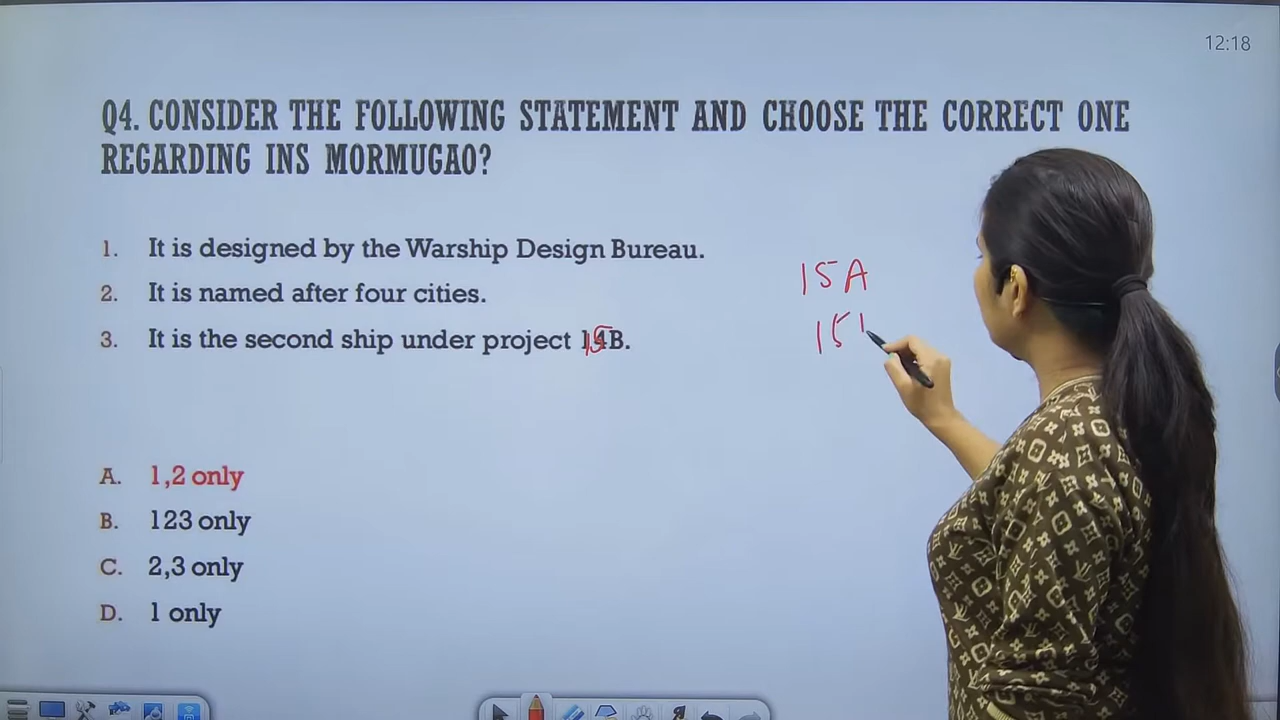 12:18
Q4. CONSIDER THE FOLLOWING STATEMENT AND CHOOSE THE CORRECT ONE
REGARDING INS MORMUGAO?
1. It is designed by the Warship Design Bureau.
2. It is named after four cities.
3. It is the second ship under project 14B.
15
15A
151
A. 1,2 only
B. 123 only
C. 2,3 only
D. 1 only